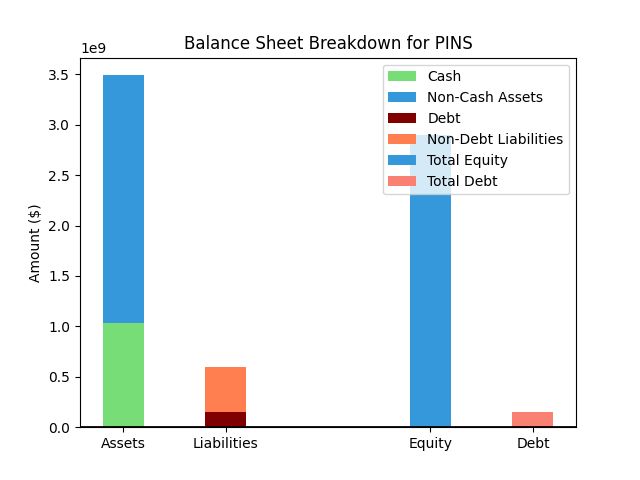 Balance Sheet Breakdown for PINS
1e9
Cash
Non-Cash Assets
Debt
Non-Debt Liabilities
Total Equity
Total Debt
3.5
3.0
2.5
2.0
1.5
1.0
0.5
0.0
Amount ($)
Assets
Liabilities
Equity
Debt